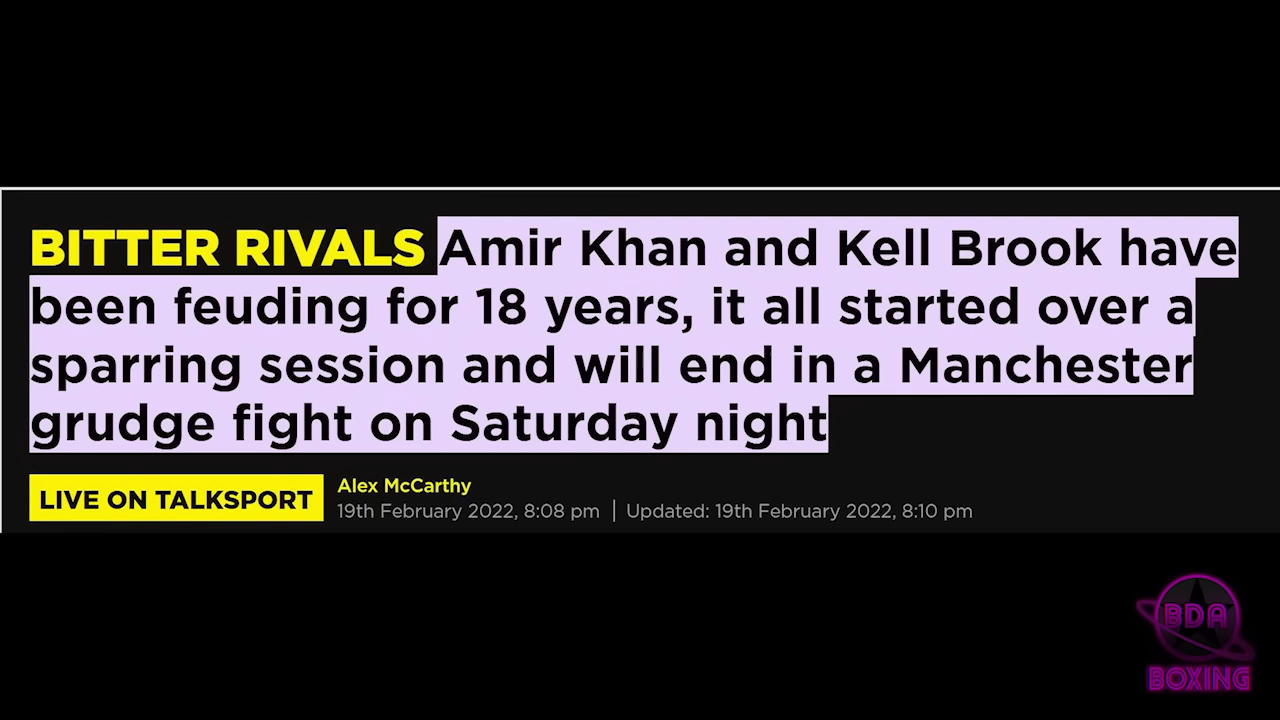 BITTER RIVALS Amir Khan and Kell Brook have
been feuding for 18 years, it all started over a
sparring session and will end in a Manchester
grudge fight on Saturday night
LIVE ON TALKSPORT
Alex McCarthy
19th February 2022, 8:08 pm | Updated: 19th February 2022, 8:10 pm
BDA
BOXING